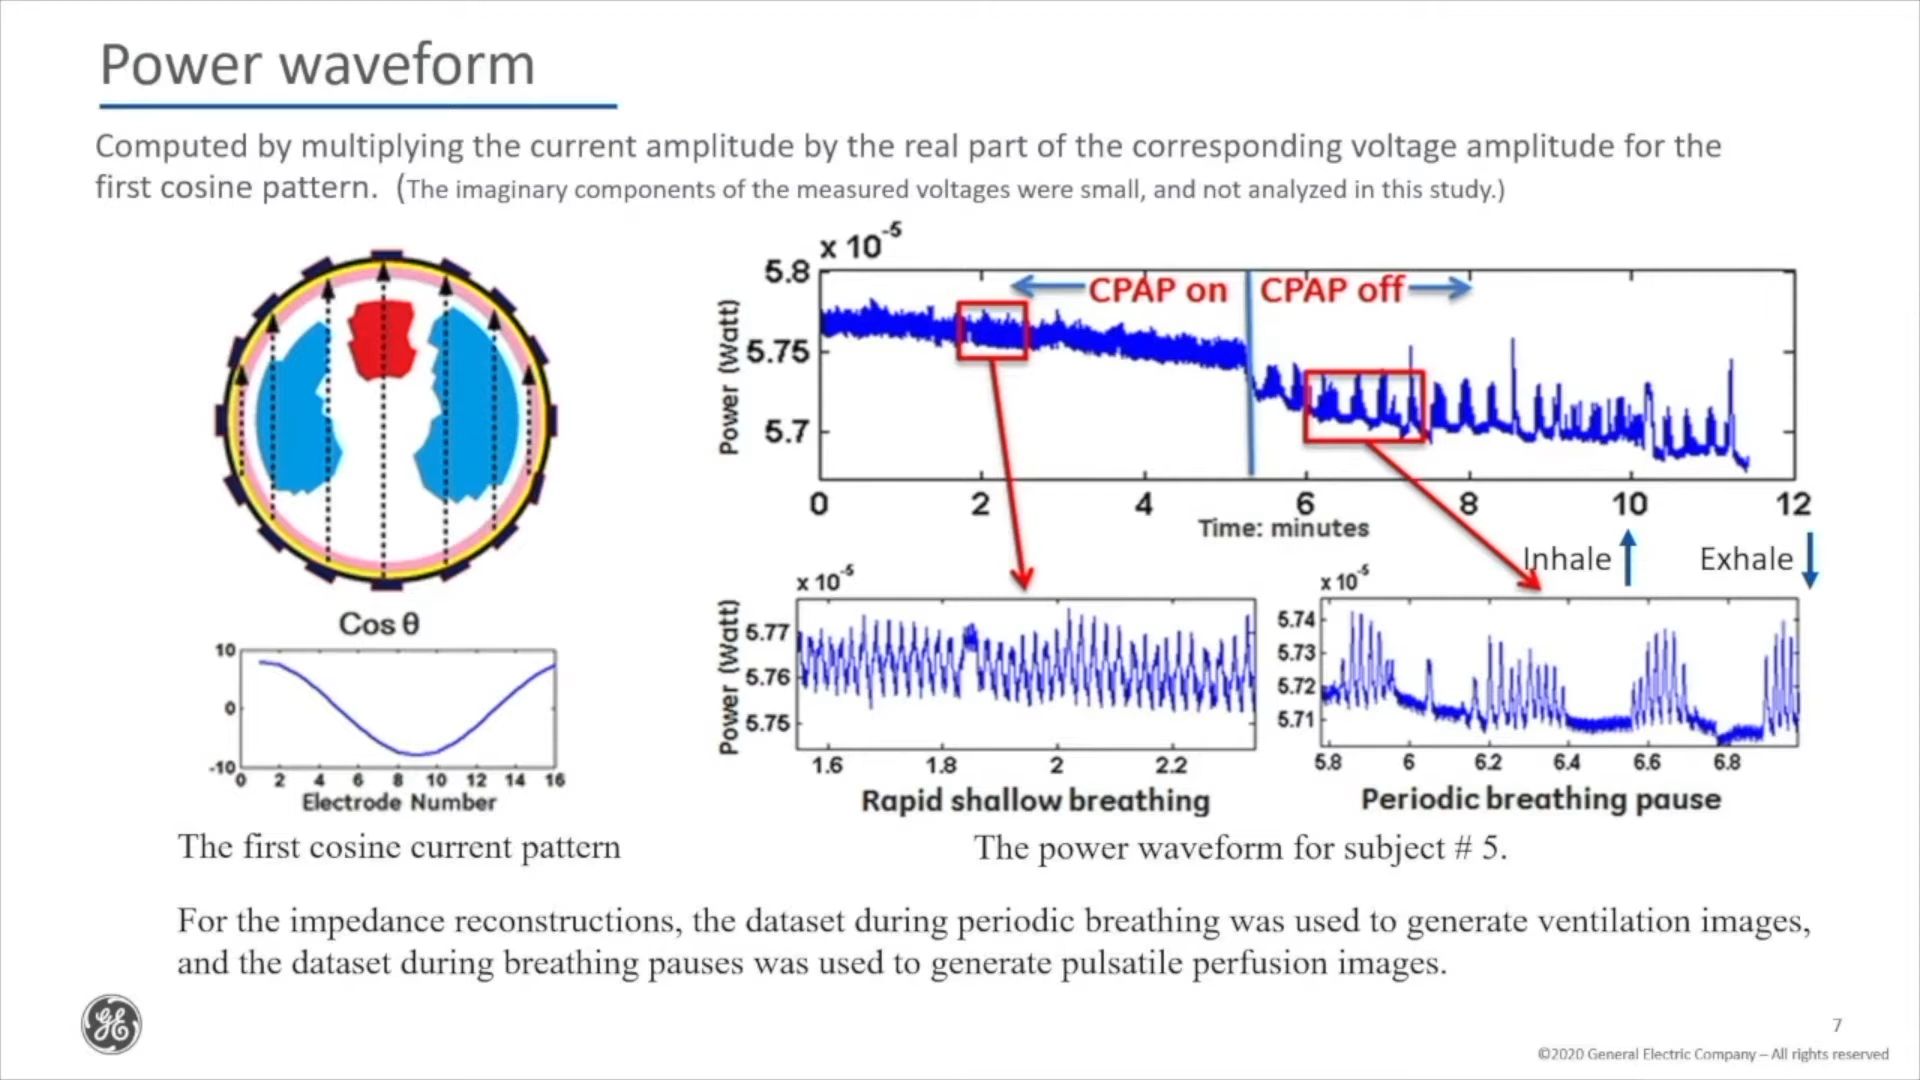 Power waveform
Computed by multiplying the current amplitude by the real part of the corresponding voltage amplitude for the
first cosine pattern. (The imaginary components of the measured voltages were small, and not analyzed in this study.)
x 10-5
5.8
5.75
5.7
Power (Watt)
CPAP on
CPAP off
0 2 4 6 8 10 12
Time: minutes
Inhale
Exhale
Cos θ
10
0
-10
0 2 4 6 8 10 12 14 16
Electrode Number
The first cosine current pattern
x 10-5
Power (Watt)
5.77
5.76
5.75
1.6 1.8 2 2.2
Rapid shallow breathing
x 10-5
5.74
5.73
5.72
5.71
5.8 6 6.2 6.4 6.6 6.8
Periodic breathing pause
The power waveform for subject # 5.
For the impedance reconstructions, the dataset during periodic breathing was used to generate ventilation images,
and the dataset during breathing pauses was used to generate pulsatile perfusion images.
GE
7
©2020 General Electric Company – All rights reserved